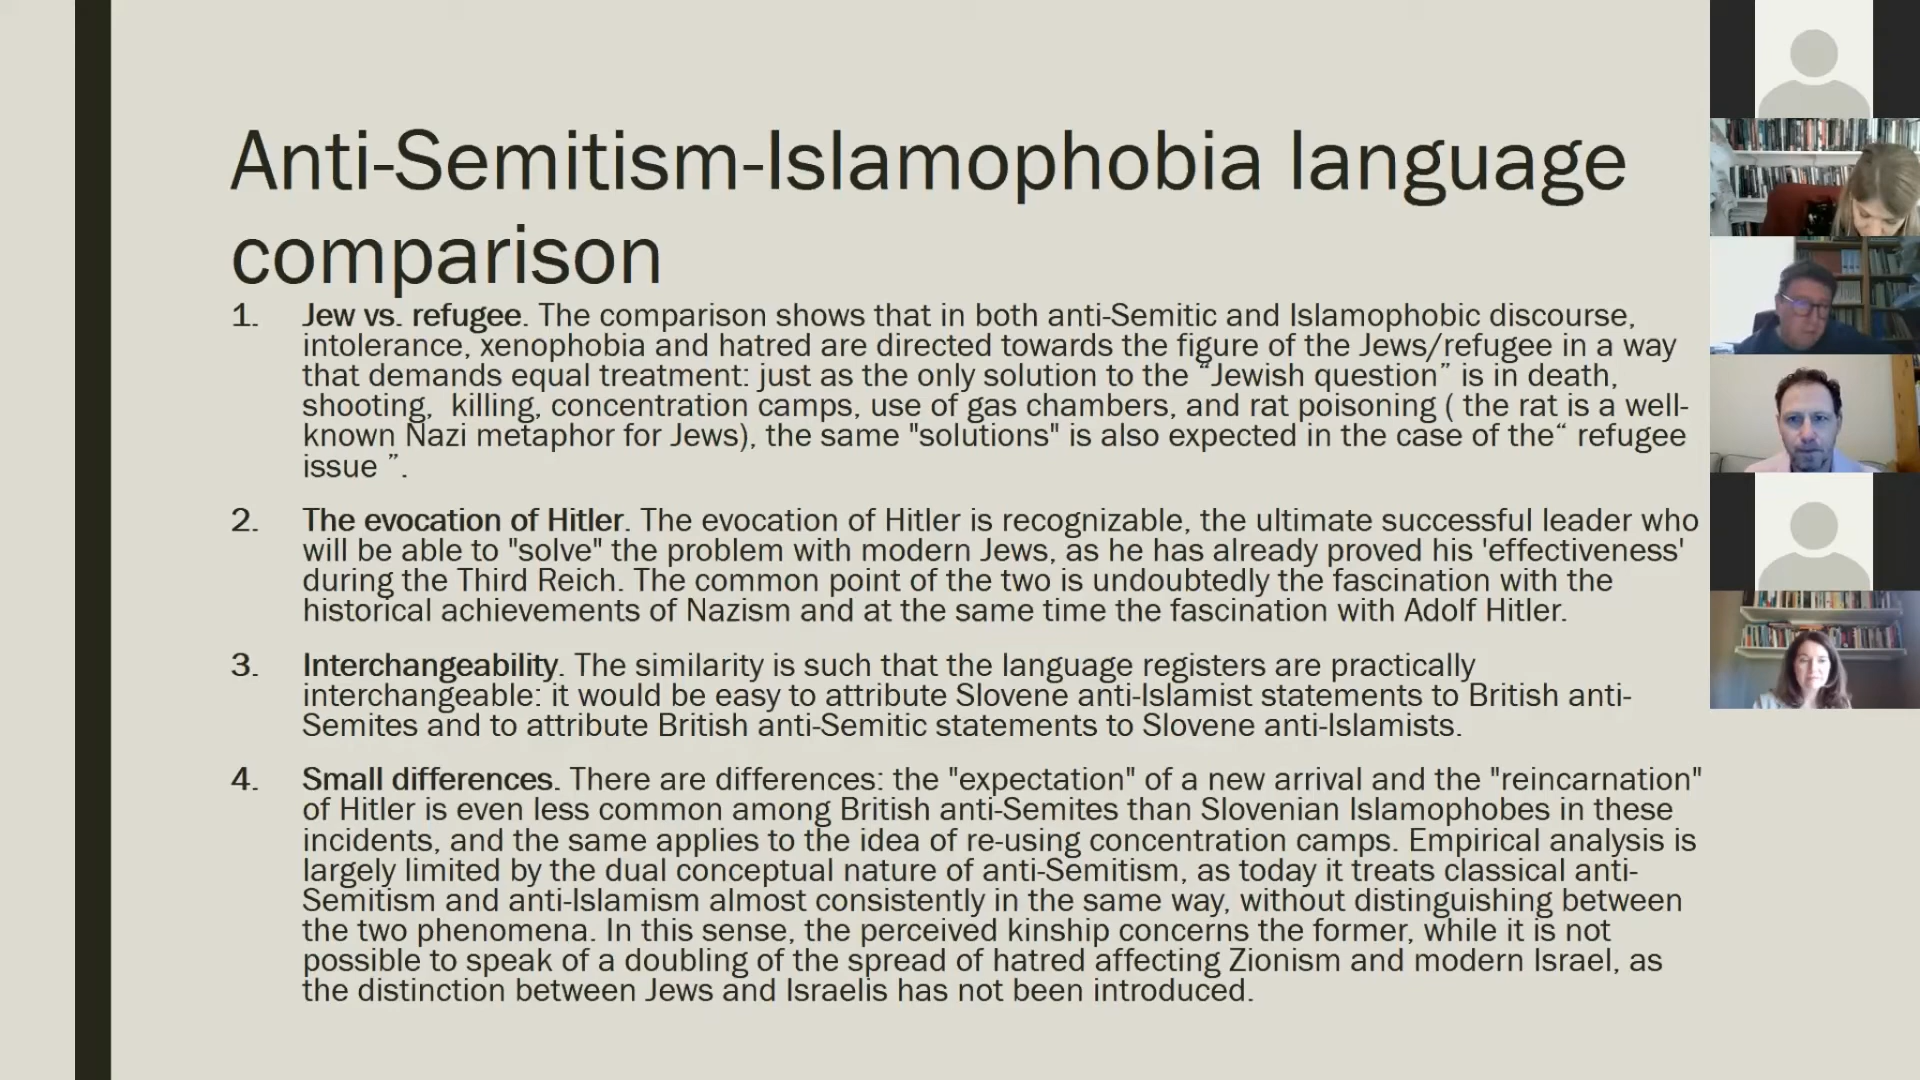 Anti-Semitism-Islamophobia language
comparison
1. Jew vs. refugee. The comparison shows that in both anti-Semitic and Islamophobic discourse,
intolerance, xenophobia and hatred are directed towards the figure of the Jews/refugee in a way
that demands equal treatment: just as the only solution to the “Jewish question” is in death,
shooting,  killing, concentration camps, use of gas chambers, and rat poisoning ( the rat is a well-
known Nazi metaphor for Jews), the same "solutions" is also expected in the case of the“ refugee
issue ”.
2. The evocation of Hitler. The evocation of Hitler is recognizable, the ultimate successful leader who
will be able to "solve" the problem with modern Jews, as he has already proved his 'effectiveness'
during the Third Reich. The common point of the two is undoubtedly the fascination with the
historical achievements of Nazism and at the same time the fascination with Adolf Hitler.
3. Interchangeability. The similarity is such that the language registers are practically
interchangeable: it would be easy to attribute Slovene anti-Islamist statements to British anti-
Semites and to attribute British anti-Semitic statements to Slovene anti-Islamists.
4. Small differences. There are differences: the "expectation" of a new arrival and the "reincarnation"
of Hitler is even less common among British anti-Semites than Slovenian Islamophobes in these
incidents, and the same applies to the idea of re-using concentration camps. Empirical analysis is
largely limited by the dual conceptual nature of anti-Semitism, as today it treats classical anti-
Semitism and anti-Islamism almost consistently in the same way, without distinguishing between
the two phenomena. In this sense, the perceived kinship concerns the former, while it is not
possible to speak of a doubling of the spread of hatred affecting Zionism and modern Israel, as
the distinction between Jews and Israelis has not been introduced.